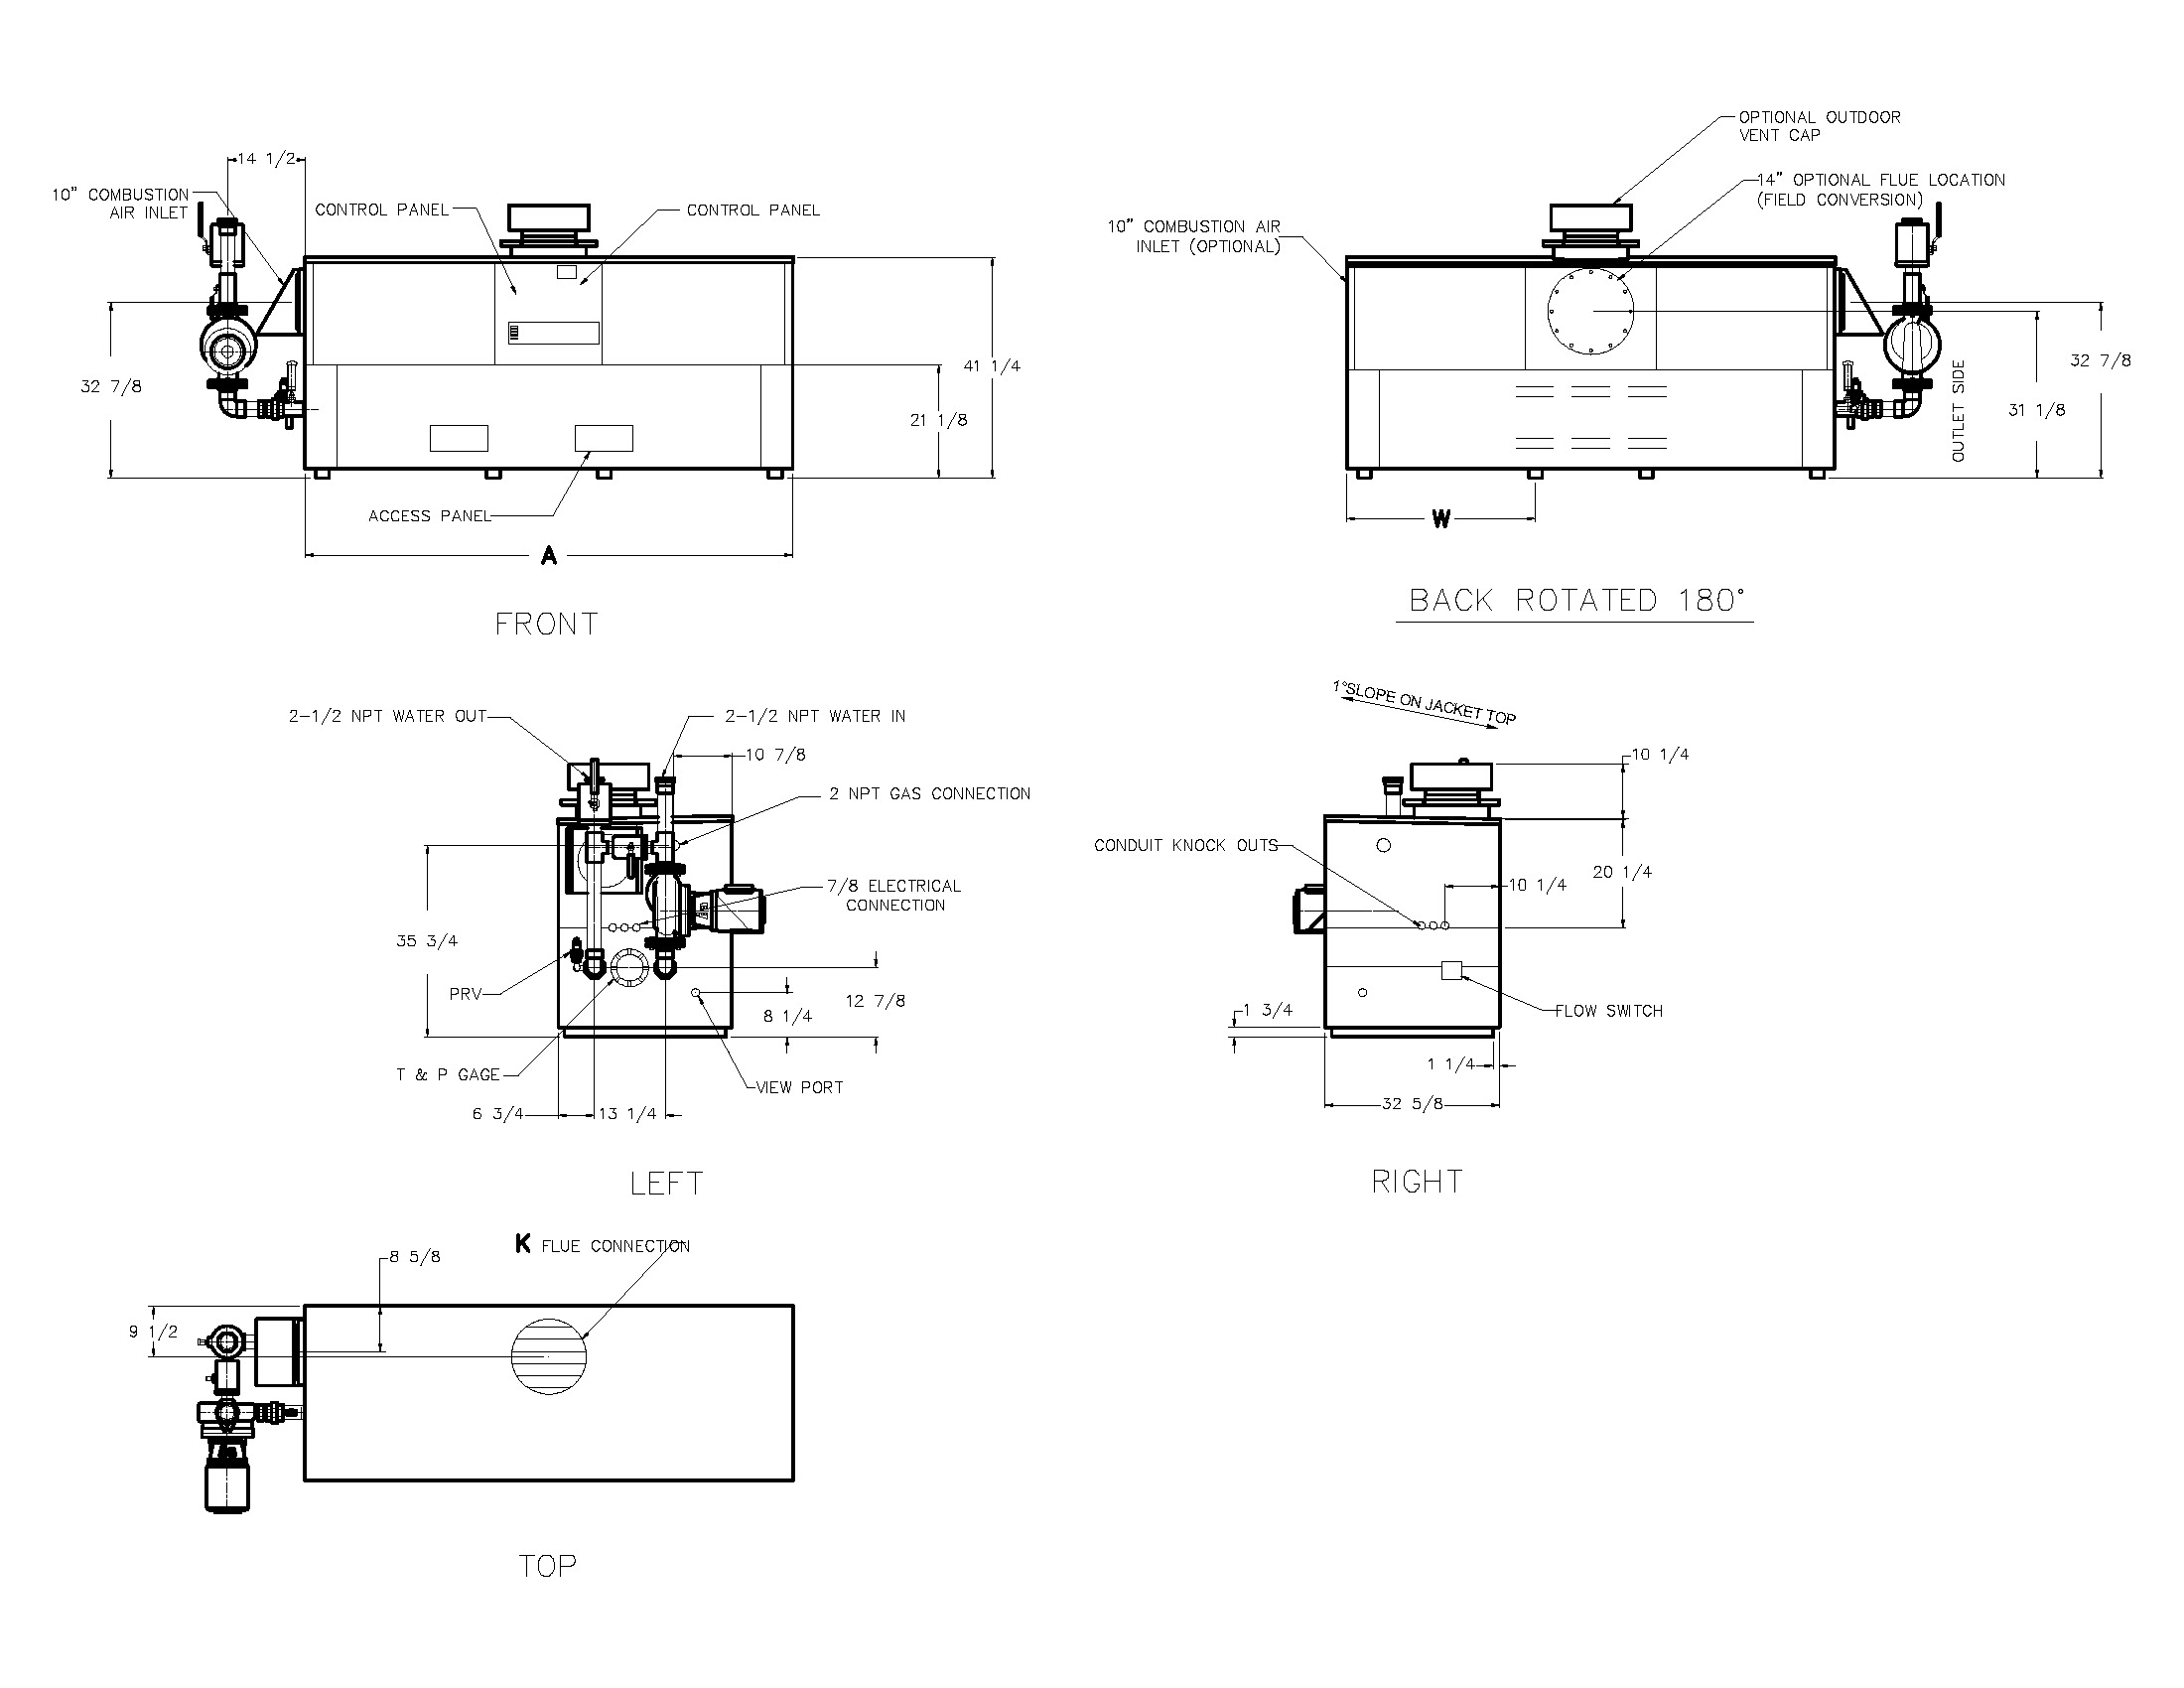 14 1/2
10" COMBUSTION
AIR INLET
CONTROL PANEL
CONTROL PANEL
32 7/8
41 1/4
21 1/8
ACCESS PANEL
A
FRONT
OPTIONAL OUTDOOR
VENT CAP
14" OPTIONAL FLUE LOCATION
(FIELD CONVERSION)
10" COMBUSTION AIR
INLET (OPTIONAL)
OUTLET SIDE
32 7/8
31 1/8
W
BACK ROTATED 180°
2-1/2 NPT WATER OUT
2-1/2 NPT WATER IN
10 7/8
2 NPT GAS CONNECTION
7/8 ELECTRICAL
CONNECTION
35 3/4
PRV
12 7/8
8 1/4
T & P GAGE
VIEW PORT
6 3/4
13 1/4
LEFT
1°SLOPE ON JACKET TOP
10 1/4
CONDUIT KNOCK OUTS
20 1/4
10 1/4
1 3/4
FLOW SWITCH
1 1/4
32 5/8
RIGHT
K FLUE CONNECTION
8 5/8
9 1/2
TOP